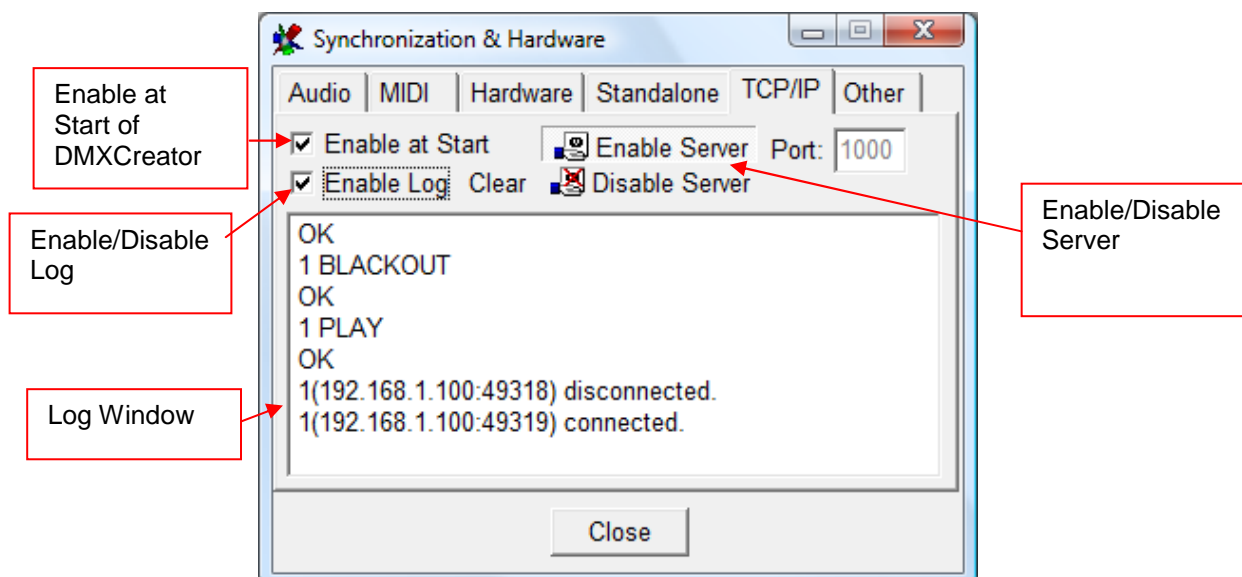 Synchronization & Hardware
Audio MIDI Hardware Standalone TCP/IP Other
Enable at Start Enable Server Port: 1000
Enable Log Clear Disable Server
OK
1 BLACKOUT
OK
1 PLAY
OK
1(192.168.1.100:49318) disconnected.
1(192.168.1.100:49319) connected.
Close
Enable at
Start of
DMXCreator
Enable/Disable
Log
Log Window
Enable/Disable
Server